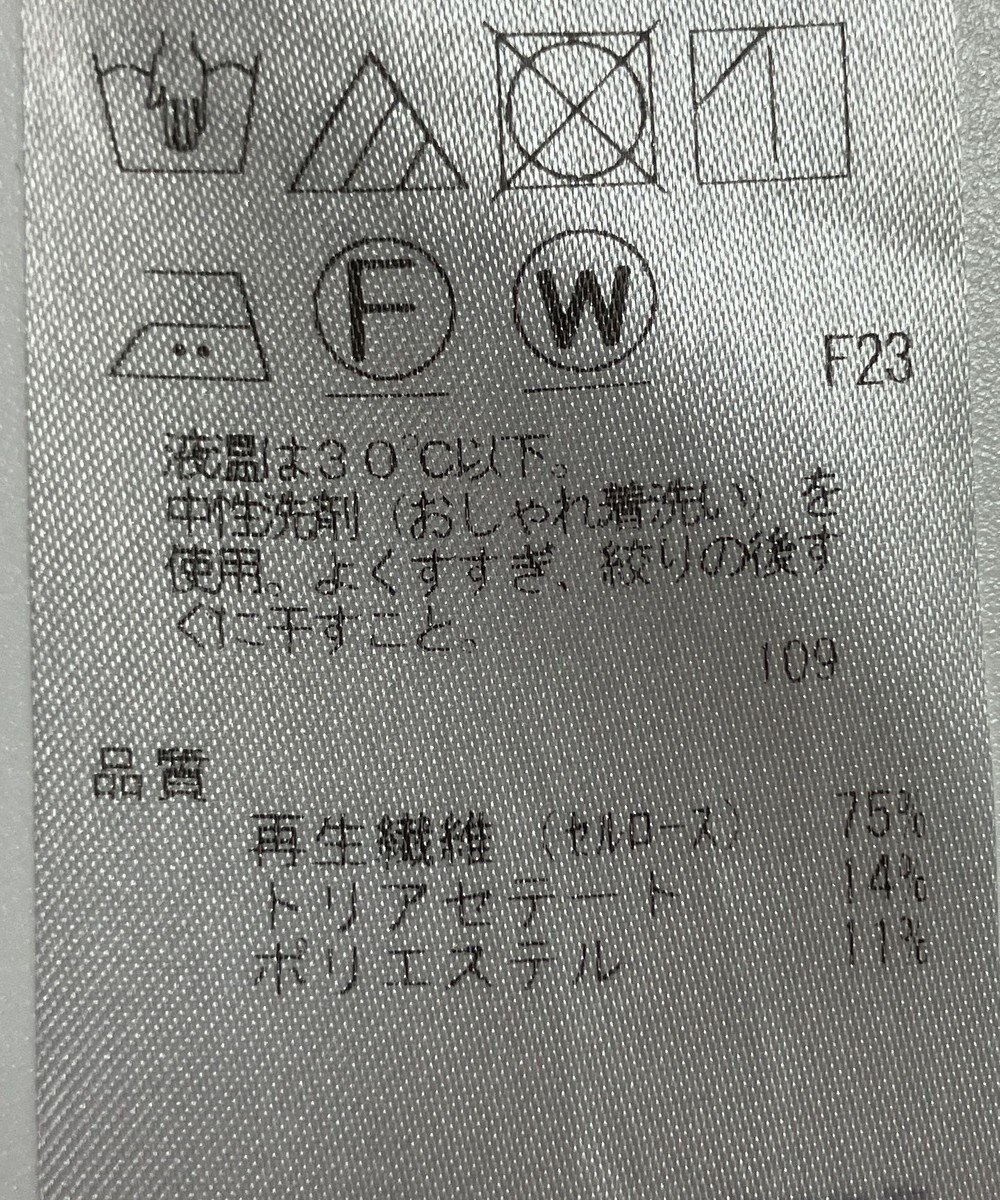 F W
F23
液温は30℃以下。
中性洗剤(おしゃれ着洗い)を
使用。よくすすぎ、絞りの後す
ぐに干すこと。
109
品質
再生繊維(セルロース) 75%
トリアセテート 14%
ポリエステル 11%